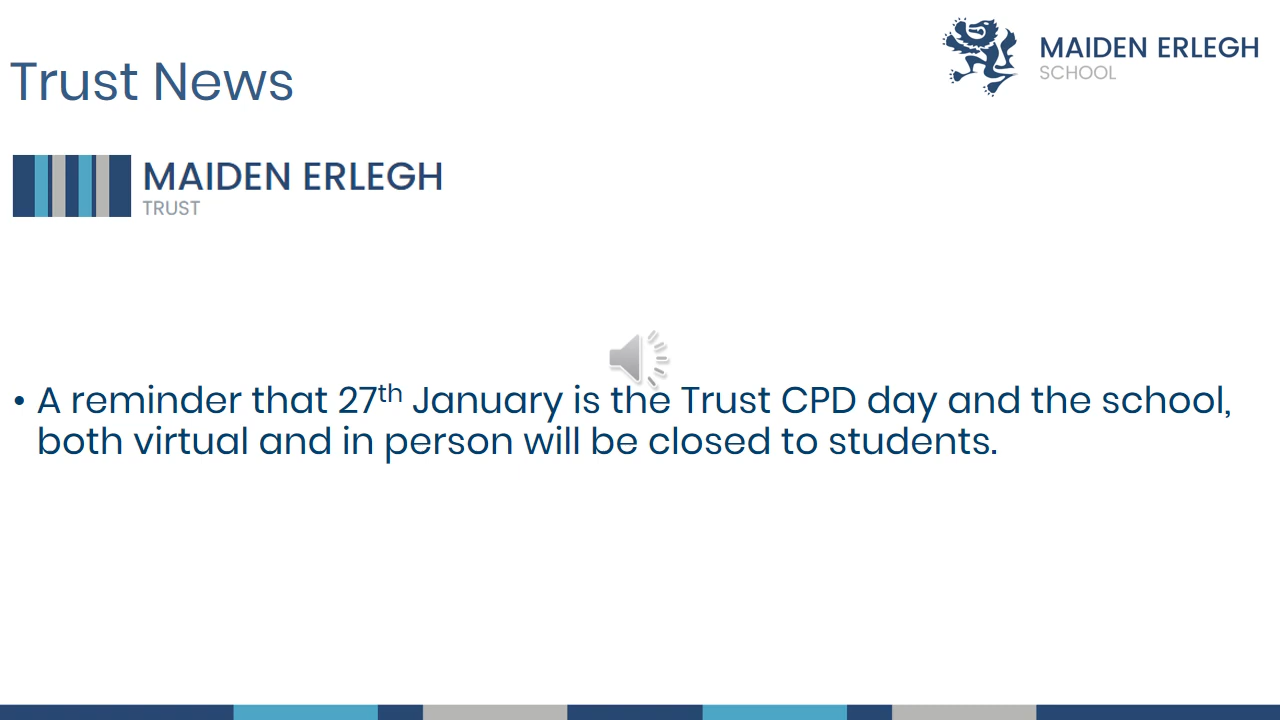 MAIDEN ERLEGH
SCHOOL
Trust News
MAIDEN ERLEGH
TRUST
• A reminder that 27th January is the Trust CPD day and the school,
both virtual and in person will be closed to students.